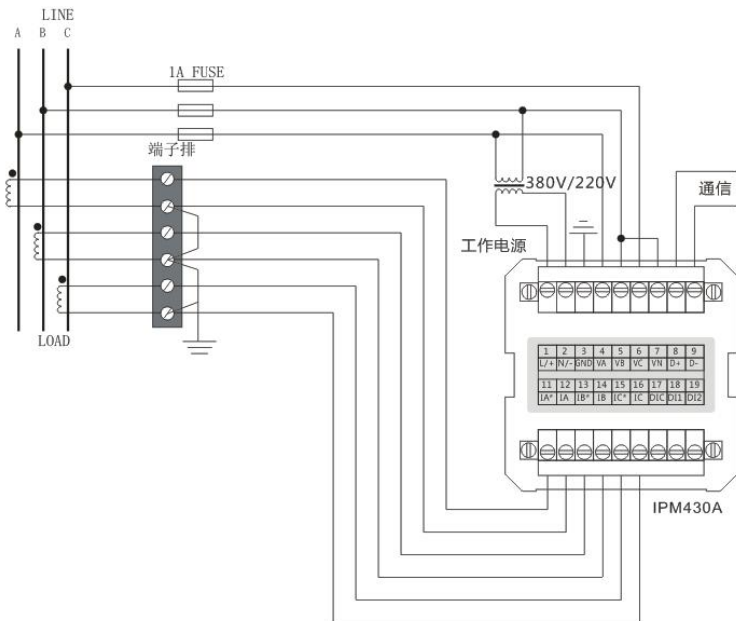 LINE
A B C
1A FUSE
端子排
380V/220V
通信
工作电源
LOAD
1 2 3 4 5 6 7 8 9
L/+ N/- GND VA VB VC VN D+ D-
11 12 13 14 15 16 17 18 19
IA* IA IB* IB IC* IC DIC DI1 DI2
IPM430A